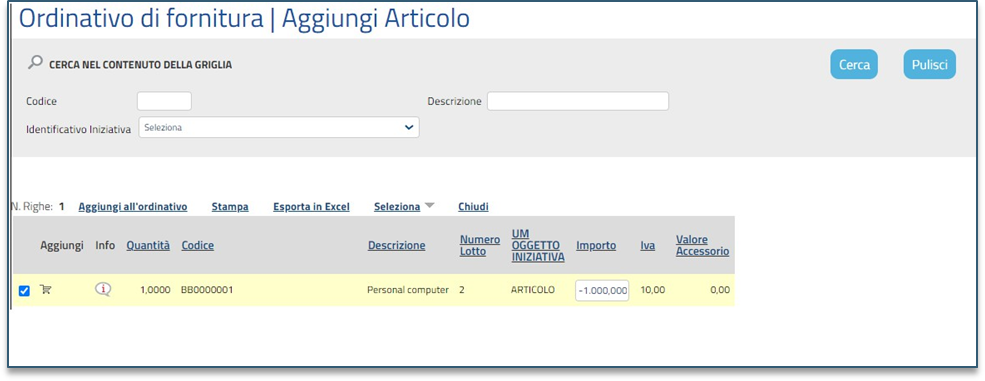 Ordinativo di fornitura | Aggiungi Articolo
CERCA NEL CONTENUTO DELLA GRIGLIA
Cerca
Pulisci
Codice
Descrizione
Identificativo Iniziativa
Seleziona
N. Righe: 1 Aggiungi all'ordinativo Stampa Esporta in Excel Seleziona Chiudi
Aggiungi Info Quantità Codice Descrizione Numero Lotto UM OGGETTO INIZIATIVA Importo Iva Valore Accessorio
1,0000 BB0000001 Personal computer 2 ARTICOLO -1.000,000 10,00 0,00